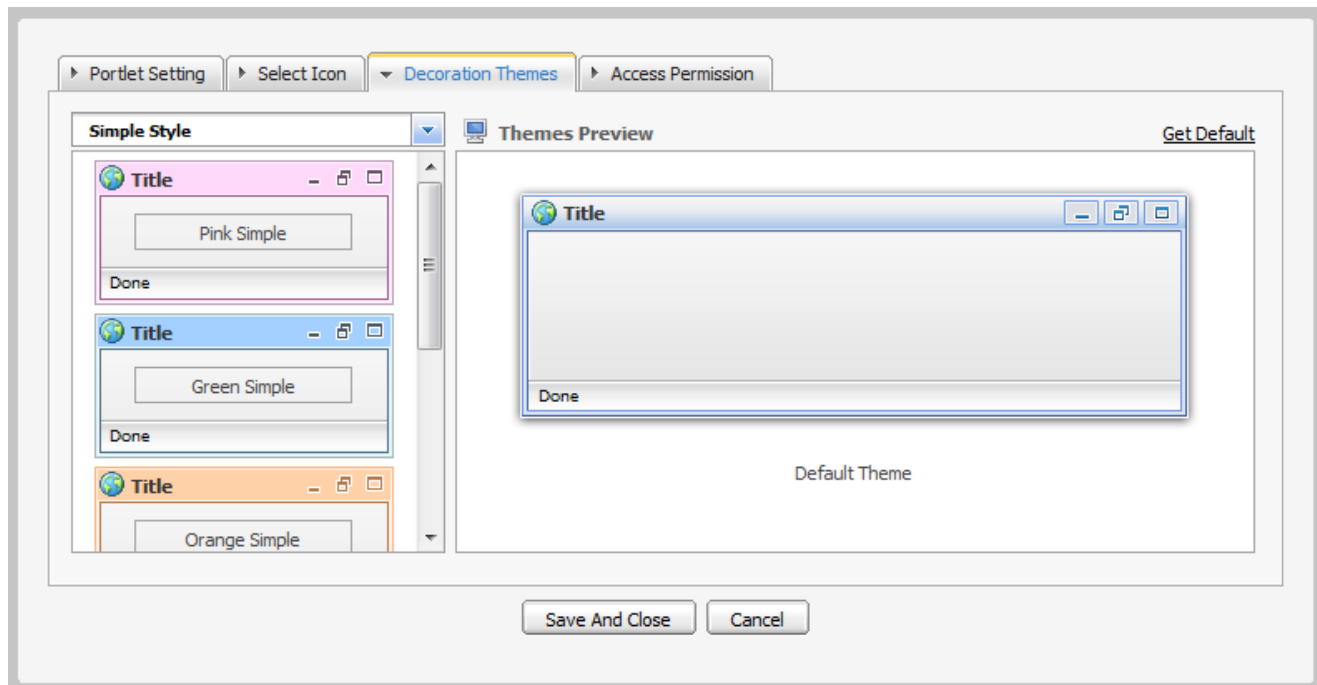 Portlet Setting
Select Icon
Decoration Themes
Access Permission
Simple Style
Themes Preview
Get Default
Title
Pink Simple
Done
Title
Green Simple
Done
Title
Orange Simple
Title
Done
Default Theme
Save And Close
Cancel